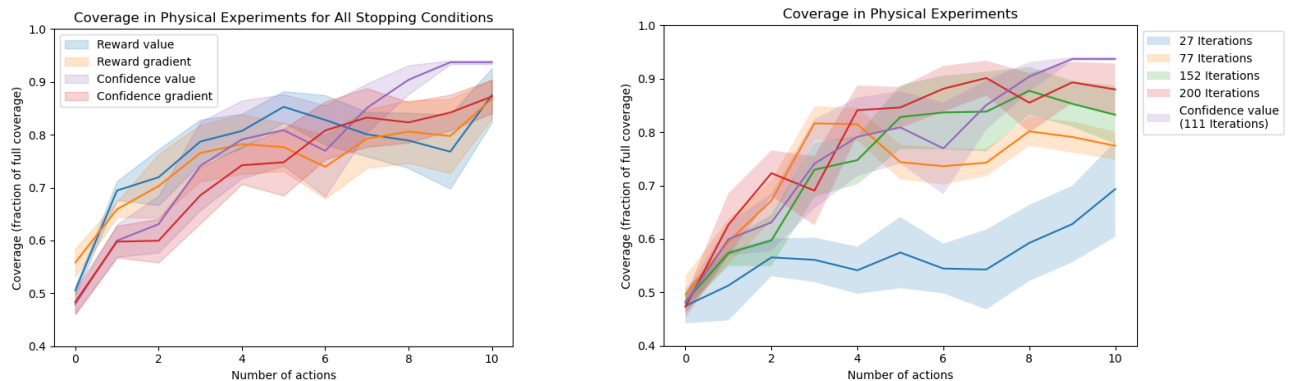 Coverage in Physical Experiments for All Stopping Conditions
Coverage (fraction of full coverage)
1.0
0.9
0.8
0.7
0.6
0.5
0.4
Reward value
Reward gradient
Confidence value
Confidence gradient
0 2 4 6 8 10
Number of actions
Coverage in Physical Experiments
Coverage (fraction of full coverage)
1.0
0.9
0.8
0.7
0.6
0.5
0.4
0 2 4 6 8 10
Number of actions
27 Iterations
77 Iterations
152 Iterations
200 Iterations
Confidence value
(111 Iterations)